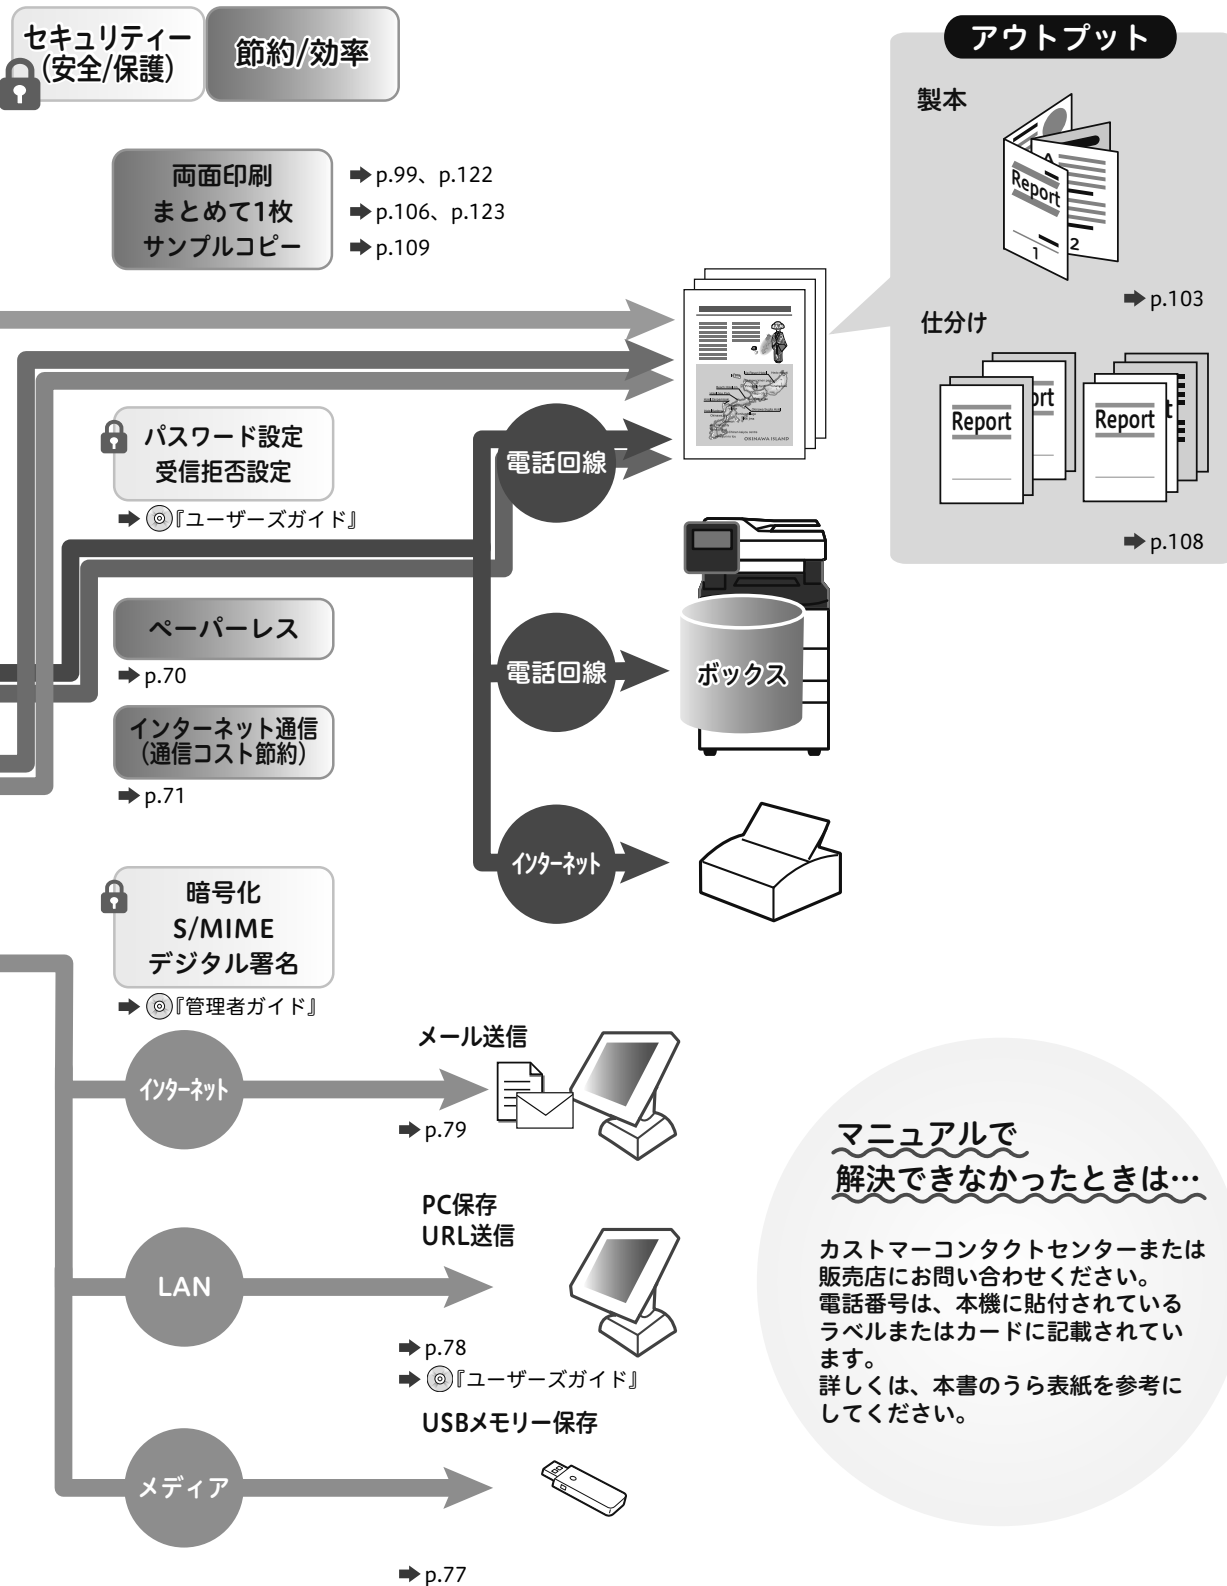 セキュリティー
(安全/保護)
節約/効率
両面印刷
まとめて1枚
サンプルコピー
➡ p.99、p.122
➡ p.106、p.123
➡ p.109
アウトプット
製本
Report
1
2
➡ p.103
仕分け
Report
Report
➡ p.108
OKINAWA ISLAND
パスワード設定
受信拒否設定
➡ 『ユーザーズガイド』
電話回線
ペーパーレス
➡ p.70
電話回線
ボックス
インターネット通信
(通信コスト節約)
➡ p.71
インターネット
暗号化
S/MIME
デジタル署名
➡ 『管理者ガイド』
インターネット
メール送信
➡ p.79
LAN
PC保存
URL送信
➡ p.78
➡ 『ユーザーズガイド』
メディア
USBメモリー保存
➡ p.77
マニュアルで
解決できなかったときは…
カストマーコンタクトセンターまたは
販売店にお問い合わせください。
電話番号は、本機に貼付されている
ラベルまたはカードに記載されてい
ます。
詳しくは、本書のうら表紙を参考に
してください。